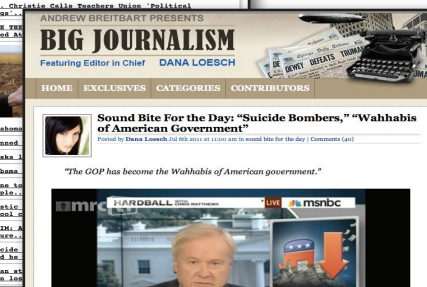 . Christie Calls Teachers Union 'Political
ANDREW BREITBART PRESENTS
BIG JOURNALISM
Featuring Editor in Chief DANA LOESCH
DEWEY DEFEATS TRUMAN
HOME EXCLUSIVES CATEGORIES CONTRIBUTORS
Sound Bite For the Day: “Suicide Bombers,” “Wahhabis
of American Government”
Posted by Dana Loesch Jul 6th 2011 at 11:00 am in sound bite for the day | Comments (40)
“The GOP has become the Wahhabis of American government.”
mrc
HARDBALL WITH CHRIS MATTHEWS
LIVE
msnbc